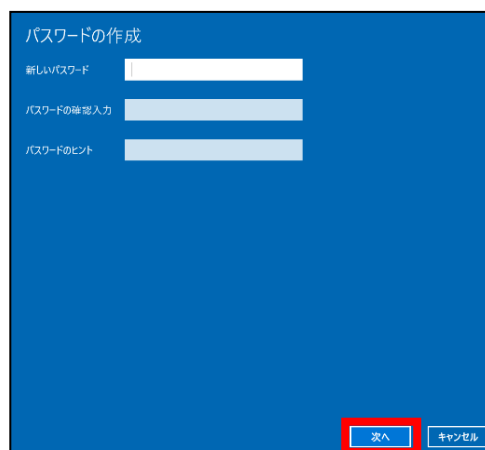 パスワードの作成
新しいパスワード
パスワードの確認入力
パスワードのヒント
次へ キャンセル